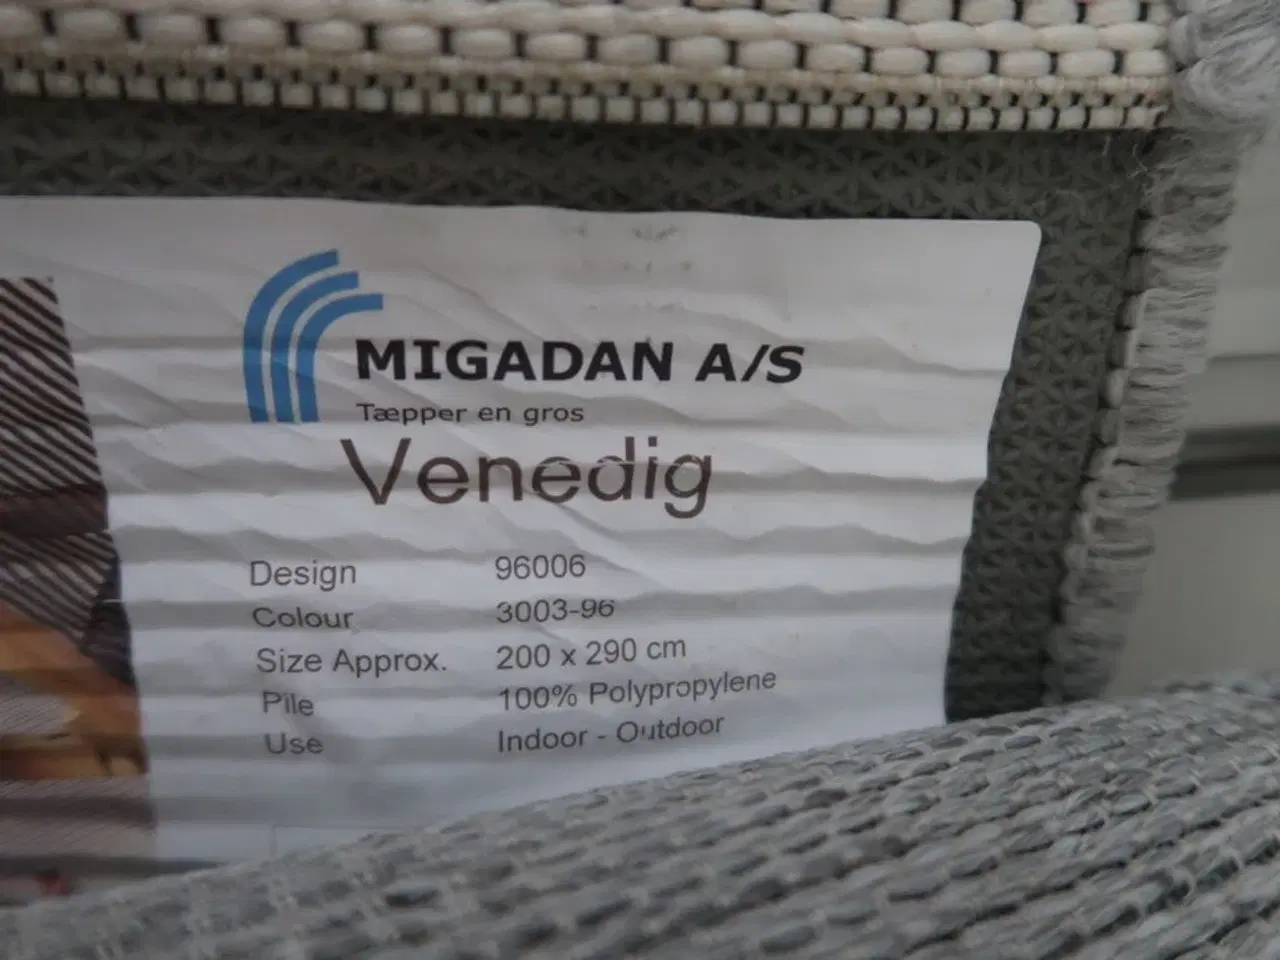 MIGADAN A/S
Tæpper en gros
Venedig
Design 96006
Colour 3003-96
Size Approx. 200 x 290 cm
Pile 100% Polypropylene
Use Indoor - Outdoor